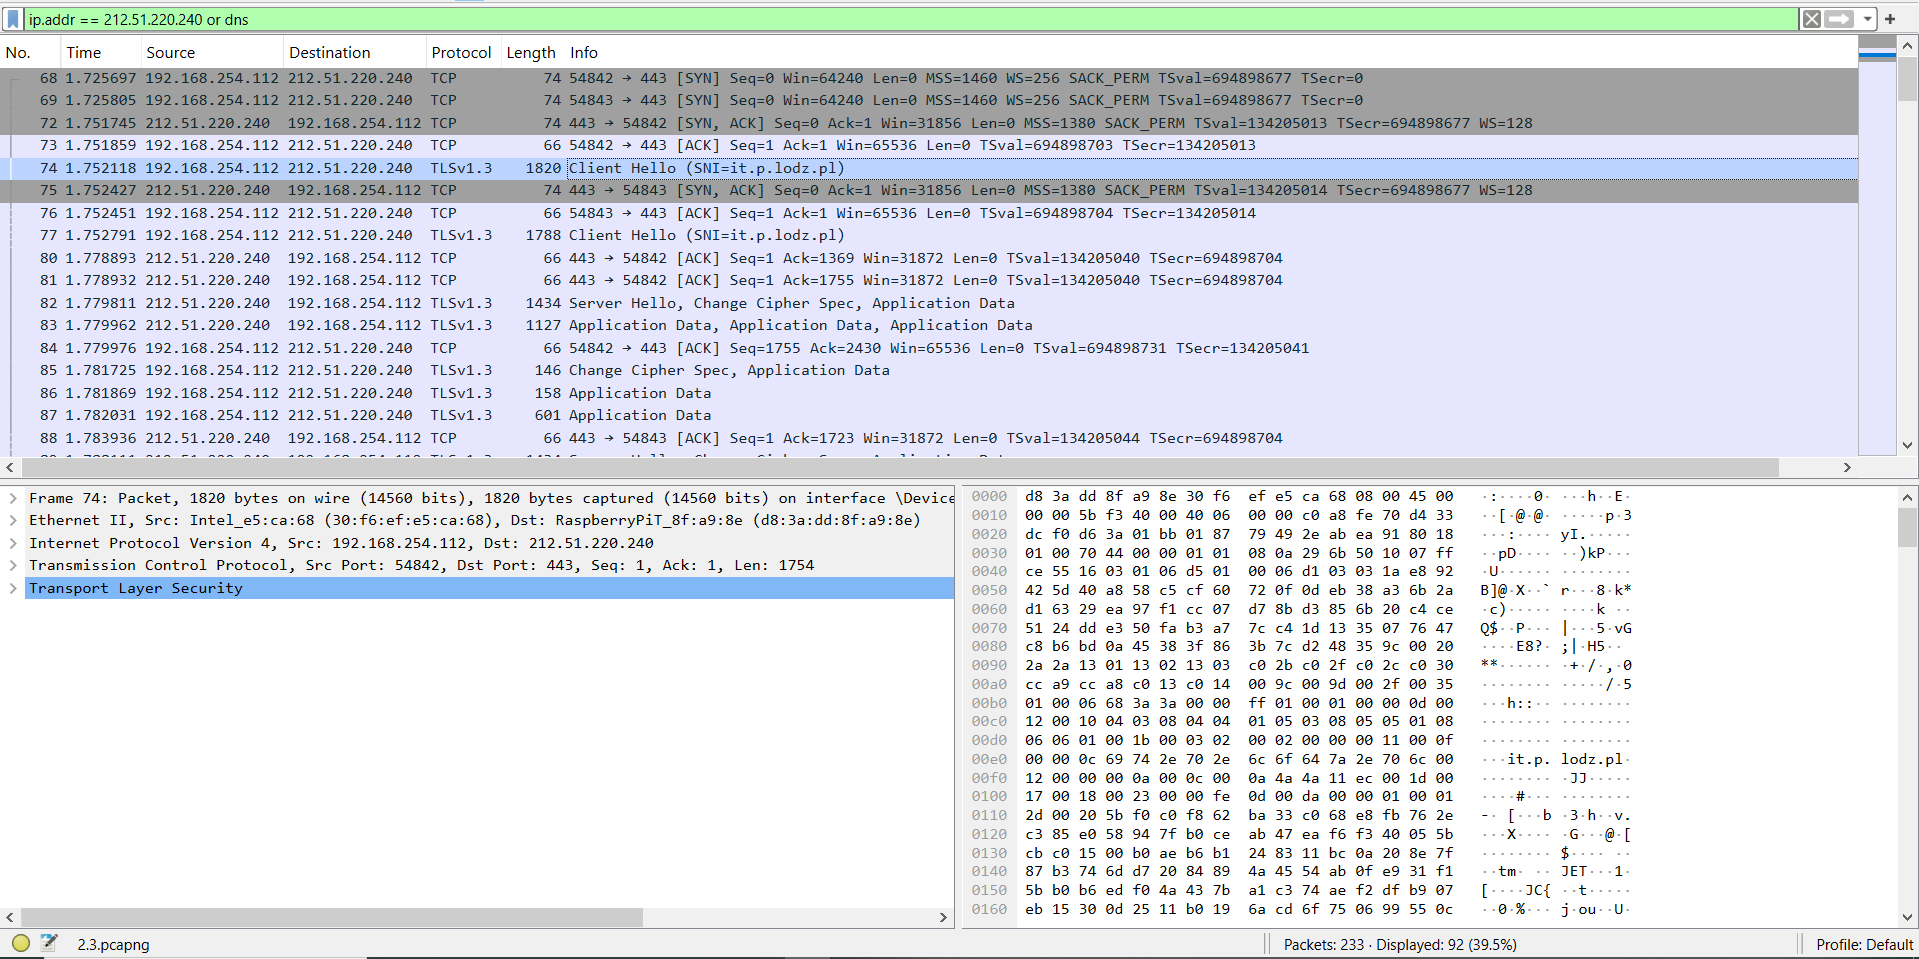 ip.addr == 212.51.220.240 or dns
No. Time Source Destination Protocol Length Info
68 1.725697 192.168.254.112 212.51.220.240 TCP 74 54842 → 443 [SYN] Seq=0 Win=64240 Len=0 MSS=1460 WS=256 SACK_PERM TSval=694898677 TSecr=0
69 1.725805 192.168.254.112 212.51.220.240 TCP 74 54843 → 443 [SYN] Seq=0 Win=64240 Len=0 MSS=1460 WS=256 SACK_PERM TSval=694898677 TSecr=0
72 1.751745 212.51.220.240 192.168.254.112 TCP 74 443 → 54842 [SYN, ACK] Seq=0 Ack=1 Win=31856 Len=0 MSS=1380 SACK_PERM TSval=134205013 TSecr=694898677 WS=128
73 1.751859 192.168.254.112 212.51.220.240 TCP 66 54842 → 443 [ACK] Seq=1 Ack=1 Win=65536 Len=0 TSval=694898703 TSecr=134205013
74 1.752118 192.168.254.112 212.51.220.240 TLSv1.3 1820 Client Hello (SNI=it.p.lodz.pl)
75 1.752427 192.168.254.112 212.51.220.240 TCP 74 443 → 54843 [SYN, ACK] Seq=0 Ack=1 Win=31856 Len=0 MSS=1380 SACK_PERM TSval=134205014 TSecr=694898677 WS=128
76 1.752451 192.168.254.112 212.51.220.240 TCP 66 54843 → 443 [ACK] Seq=1 Ack=1 Win=65536 Len=0 TSval=694898704 TSecr=134205014
77 1.752791 192.168.254.112 212.51.220.240 TLSv1.3 1788 Client Hello (SNI=it.p.lodz.pl)
80 1.778893 212.51.220.240 192.168.254.112 TCP 66 443 → 54842 [ACK] Seq=1 Ack=1369 Win=31872 Len=0 TSval=134205040 TSecr=694898704
81 1.778932 212.51.220.240 192.168.254.112 TCP 66 443 → 54842 [ACK] Seq=1 Ack=1755 Win=31872 Len=0 TSval=134205040 TSecr=694898704
82 1.779811 212.51.220.240 192.168.254.112 TLSv1.3 1434 Server Hello, Change Cipher Spec, Application Data
83 1.779962 212.51.220.240 192.168.254.112 TLSv1.3 1127 Application Data, Application Data, Application Data
84 1.779976 192.168.254.112 212.51.220.240 TCP 66 54842 → 443 [ACK] Seq=1755 Ack=2430 Win=65536 Len=0 TSval=694898731 TSecr=134205041
85 1.781725 192.168.254.112 212.51.220.240 TLSv1.3 146 Change Cipher Spec, Application Data
86 1.781869 192.168.254.112 212.51.220.240 TLSv1.3 158 Application Data
87 1.782031 192.168.254.112 212.51.220.240 TLSv1.3 601 Application Data
88 1.783936 212.51.220.240 192.168.254.112 TCP 66 443 → 54843 [ACK] Seq=1 Ack=1723 Win=31872 Len=0 TSval=134205044 TSecr=694898704
Frame 74: Packet, 1820 bytes on wire (14560 bits), 1820 bytes captured (14560 bits) on interface \Device
Ethernet II, Src: Intel_e5:ca:68 (30:f6:ef:e5:ca:68), Dst: RaspberryPiT_8f:a9:8e (d8:3a:dd:8f:a9:8e)
Internet Protocol Version 4, Src: 192.168.254.112, Dst: 212.51.220.240
Transmission Control Protocol, Src Port: 54842, Dst Port: 443, Seq: 1, Ack: 1, Len: 1754
Transport Layer Security
0000 d8 3a dd 8f a9 8e 30 f6 ef e5 ca 68 08 00 45 00 ·:····0· ···h··E·
0010 00 00 5b f3 40 00 40 06 00 00 c0 a8 fe 70 d4 33 ··[·@·@· ·····p·3
0020 dc f0 d6 3a 01 bb 01 87 79 49 2e ab ea 91 80 18 ···:···· yI.·····
0030 01 00 70 44 00 00 01 01 08 0a 29 6b 50 10 07 ff ··pD···· ··)kP···
0040 ce 55 16 03 01 06 d5 01 00 06 d1 03 03 1a e8 92 ·U······ ········
0050 42 5d 40 a8 58 c5 cf 60 72 0f 0d eb 38 a3 6b 2a B]@·X··` r···8·k*
0060 d1 63 29 ea 97 f1 cc 07 d7 8b d3 85 6b 20 c4 ce ·c)····· ····k ··
0070 51 24 dd e3 50 fa b3 a7 7c c4 1d 13 35 07 76 47 Q$··P··· |···5·vG
0080 c8 b6 bd 0a 45 38 3f 86 3b 7c d2 48 35 9c 00 20 ····E8?· ;|·H5··
0090 2a 2a 13 01 13 02 13 03 c0 2b c0 2f c0 2c c0 30 **······ ·+·/·,·0
00a0 cc a9 cc a8 c0 13 c0 14 00 9c 00 9d 00 2f 00 35 ········ ·····/·5
00b0 01 00 06 68 3a 3a 00 00 ff 01 00 01 00 00 0d 00 ···h::·· ········
00c0 12 00 10 04 03 08 04 04 01 05 03 08 05 05 01 08 ········ ········
00d0 06 06 01 00 1b 00 03 02 00 02 00 00 00 11 00 0f ········ ········
00e0 00 00 0c 69 74 2e 70 2e 6c 6f 64 7a 2e 70 6c 00 ···it.p. lodz.pl·
00f0 12 00 00 00 0a 00 0c 00 0a 4a 4a 11 ec 00 1d 00 ········ ·JJ·····
0100 17 00 18 00 23 00 00 fe 0d 00 da 00 00 01 00 01 ····#··· ········
0110 2d 00 20 5b f0 c0 f8 62 ba 33 c0 68 e8 fb 76 2e -· [···b ·3·h··v.
0120 c3 85 e0 58 94 7f b0 ce ab 47 ea f6 f3 40 05 5b ···X···· ·G···@·[
0130 cb c0 15 00 b0 ae b6 b1 24 83 11 bc 0a 20 8e 7f ········ $···· ··
0140 87 b3 74 6d d7 20 84 89 4a 45 54 ab 0f e9 31 f1 ··tm· ·· JET···1·
0150 5b b0 b6 ed f0 4a 43 7b a1 c3 74 ae f2 df b9 07 [····JC{ ··t·····
0160 eb 15 30 0d 25 11 b0 19 6a cd 6f 75 06 99 55 0c ··0·%··· j·ou··U·
2.3.pcapng Packets: 233 · Displayed: 92 (39.5%) Profile: Default